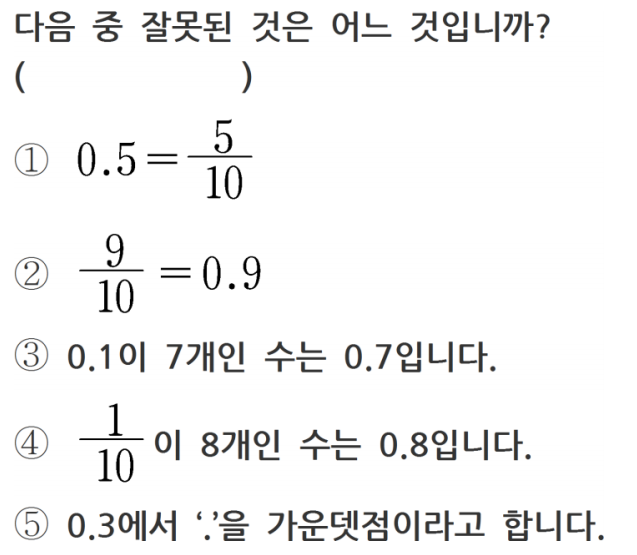 다음 중 잘못된 것은 어느 것입니까?
(                    )
① 0.5 = 5/10
② 9/10 = 0.9
③ 0.1이 7개인 수는 0.7입니다.
④ 1/10 이 8개인 수는 0.8입니다.
⑤ 0.3에서 ‘.’을 가운뎃점이라고 합니다.